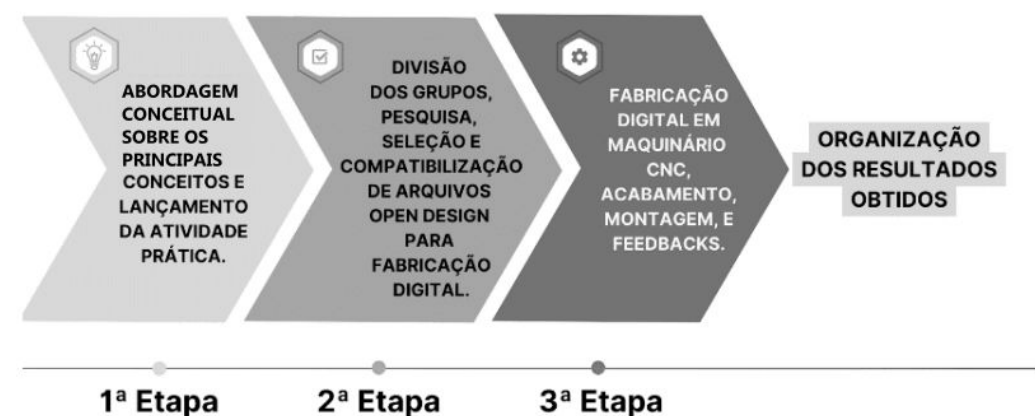 ABORDAGEM
CONCEITUAL
SOBRE OS
PRINCIPAIS
CONCEITOS E
LANÇAMENTO
DA ATIVIDADE
PRÁTICA.
DIVISÃO
DOS GRUPOS,
PESQUISA,
SELEÇÃO E
COMPATIBILIZAÇÃO
DE ARQUIVOS
OPEN DESIGN
PARA
FABRICAÇÃO
DIGITAL.
FABRICAÇÃO
DIGITAL EM
MAQUINÁRIO
CNC,
ACABAMENTO,
MONTAGEM, E
FEEDBACKS.
ORGANIZAÇÃO
DOS RESULTADOS
OBTIDOS
1ª Etapa
2ª Etapa
3ª Etapa